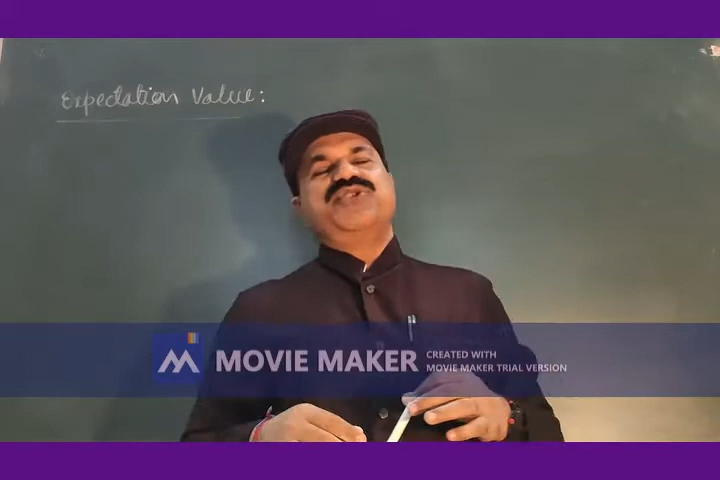 Expectation Value:
MOVIE MAKER
CREATED WITH
MOVIE MAKER TRIAL VERSION